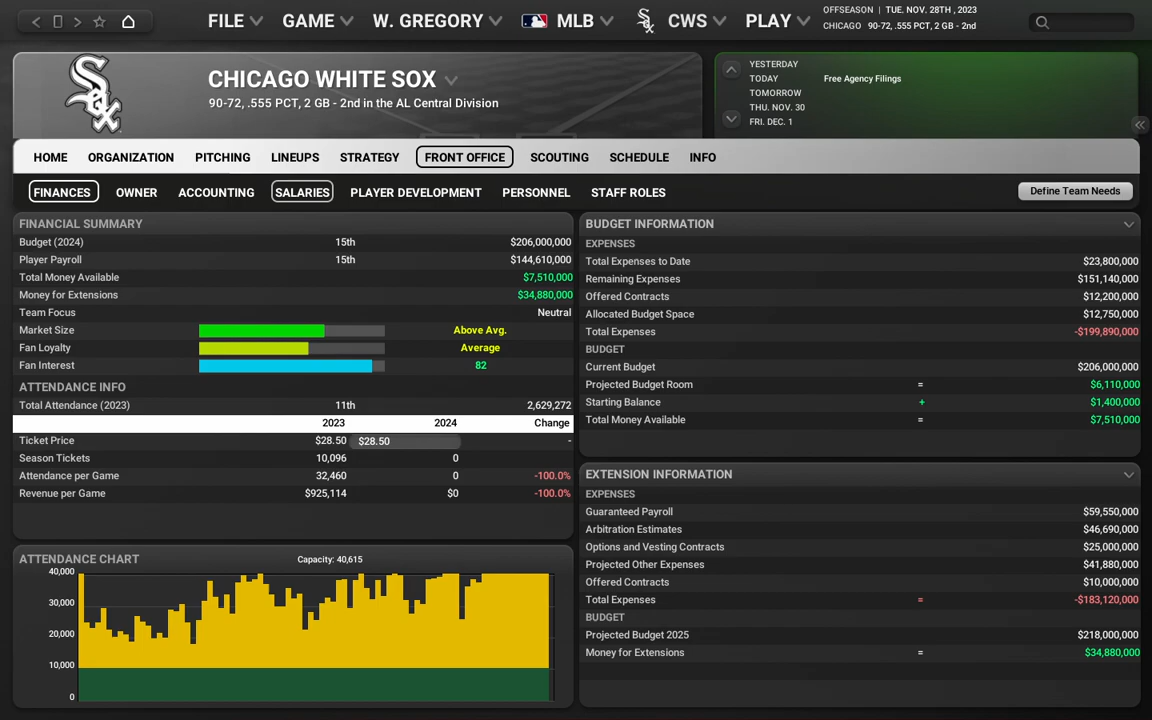 FILE GAME W. GREGORY MLB CWS PLAY
OFFSEASON | TUE. NOV. 28TH , 2023
CHICAGO 90-72, .555 PCT, 2 GB - 2nd
CHICAGO WHITE SOX
90-72, .555 PCT, 2 GB - 2nd in the AL Central Division
YESTERDAY
TODAY Free Agency Filings
TOMORROW
THU. NOV. 30
FRI. DEC. 1
HOME ORGANIZATION PITCHING LINEUPS STRATEGY FRONT OFFICE SCOUTING SCHEDULE INFO
FINANCES OWNER ACCOUNTING SALARIES PLAYER DEVELOPMENT PERSONNEL STAFF ROLES Define Team Needs
FINANCIAL SUMMARY
Budget (2024) 15th $206,000,000
Player Payroll 15th $144,610,000
Total Money Available $7,510,000
Money for Extensions $34,880,000
Team Focus Neutral
Market Size Above Avg.
Fan Loyalty Average
Fan Interest 82
ATTENDANCE INFO
Total Attendance (2023) 11th 2,629,272
2023 2024 Change
Ticket Price $28.50 $28.50 -
Season Tickets 10,096 0
Attendance per Game 32,460 0 -100.0%
Revenue per Game $925,114 $0 -100.0%
ATTENDANCE CHART Capacity: 40,615
40,000
30,000
20,000
10,000
0
BUDGET INFORMATION
EXPENSES
Total Expenses to Date $23,800,000
Remaining Expenses $151,140,000
Offered Contracts $12,200,000
Allocated Budget Space $12,750,000
Total Expenses -$199,890,000
BUDGET
Current Budget $206,000,000
Projected Budget Room = $6,110,000
Starting Balance + $1,400,000
Total Money Available = $7,510,000
EXTENSION INFORMATION
EXPENSES
Guaranteed Payroll $59,550,000
Arbitration Estimates $46,690,000
Options and Vesting Contracts $25,000,000
Projected Other Expenses $41,880,000
Offered Contracts $10,000,000
Total Expenses = -$183,120,000
BUDGET
Projected Budget 2025 $218,000,000
Money for Extensions = $34,880,000